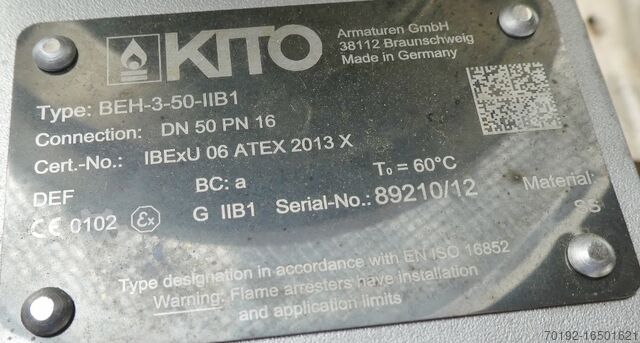 KITO
Armaturen GmbH
38112 Braunschweig
Made in Germany
Type: BEH-3-50-IIB1
Connection: DN 50 PN 16
Cert.-No.: IBExU 06 ATEX 2013 X
DEF BC: a T₀ = 60°C
CE 0102 Ex G IIB1 Serial-No.: 89210/12 Material:
SS
Type designation in accordance with EN ISO 16852
Warning: Flame arresters have installation
and application limits
70192-16501621